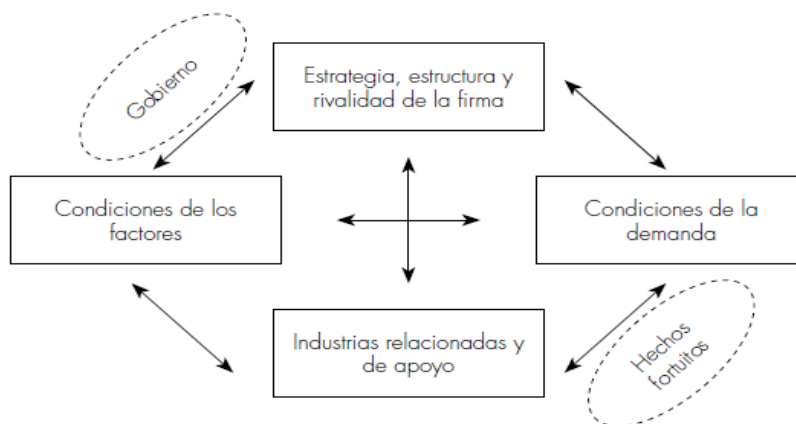 Gobierno
Estrategia, estructura y
rivalidad de la firma
Condiciones de los
factores
Condiciones de la
demanda
Industrias relacionadas y
de apoyo
Hechos
fortuitos